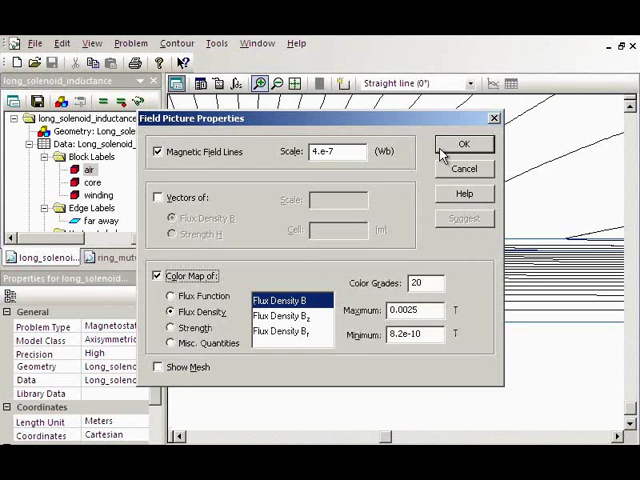 File Edit View Problem Contour Tools Window Help
Straight line (0°)
long_solenoid_inductance
long_solenoid_inductance
Geometry: Long_sole
Data: Long_solenoid
Block Labels
air
core
winding
Edge Labels
far away
long_soleno...
ring_mu
Properties for long_solenoid_
General
Problem Type Magnetostat
Model Class Axisymmetri
Precision High
Geometry Long_solenoi
Data Long_solenoi
Library Data
Coordinates
Length Unit Meters
Coordinates Cartesian
Field Picture Properties
Magnetic Field Lines Scale: 4.e-7 (Wb)
OK
Cancel
Help
Suggest
Vectors of: Scale:
Flux Density B
Strength H Cell: (m)
Color Map of: Color Grades: 20
Flux Function
Flux Density
Strength
Misc. Quantities
Flux Density B
Flux Density Bz
Flux Density Br
Maximum: 0.0025 T
Minimum: 8.2e-10 T
Show Mesh